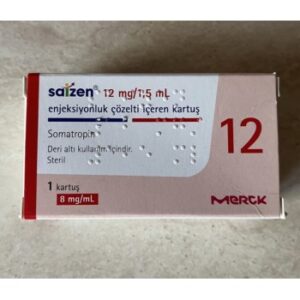 saizen® 12 mg/1,5 mL
enjeksiyonluk çözelti içeren kartuş
Somatropin
Deri altı kullanım içindir.
Steril
12
1 kartuş
8 mg/mL
Merck